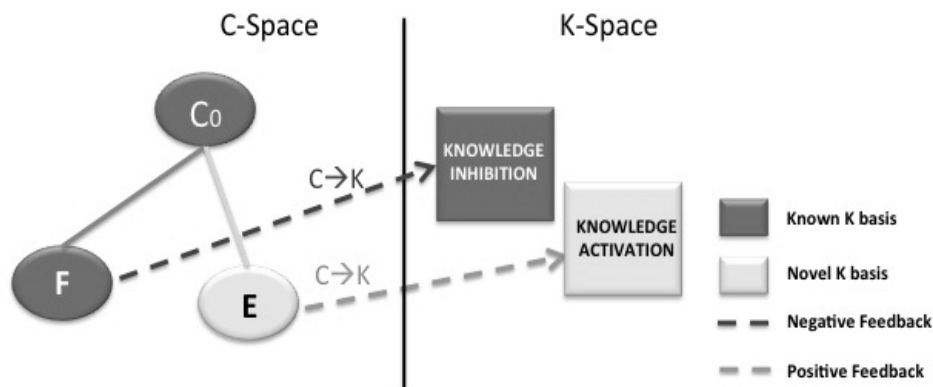 C-Space
K-Space
C0
KNOWLEDGE
INHIBITION
C→K
F
KNOWLEDGE
ACTIVATION
C→K
E
Known K basis
Novel K basis
Negative Feedback
Positive Feedback